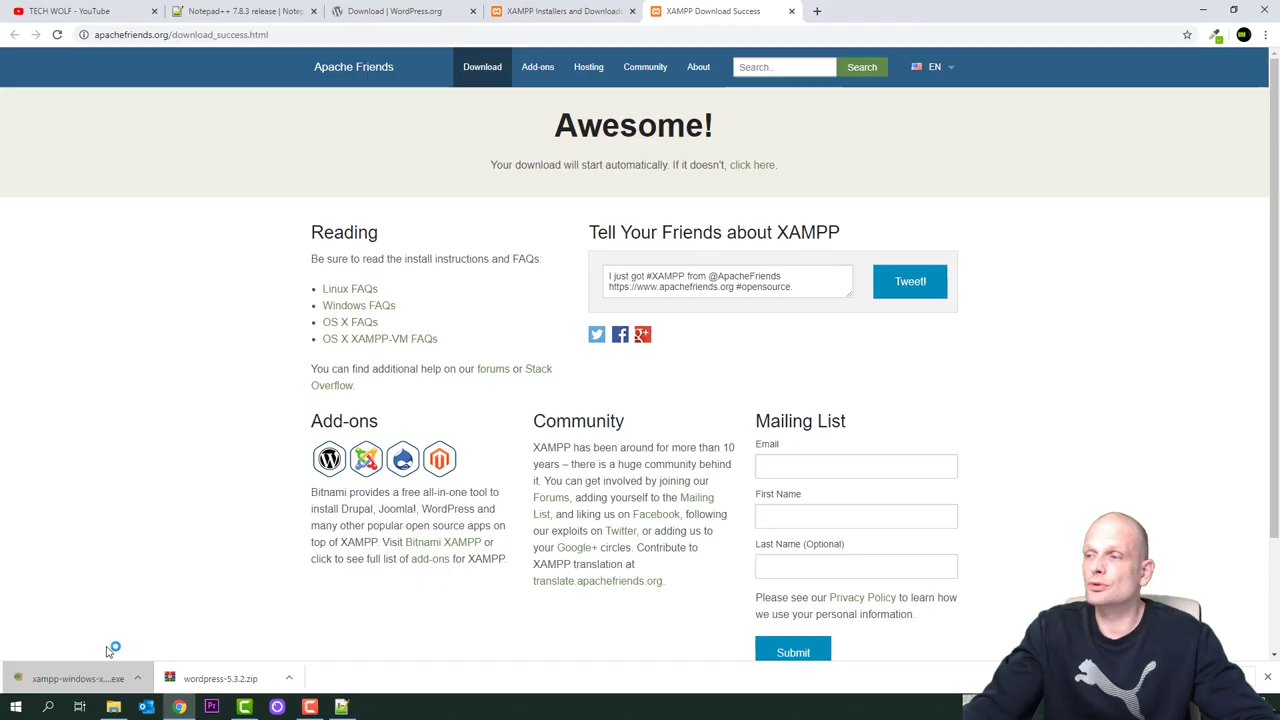 TECH WOLF - YouTube
Notepad++ 7.8.3 release | Notep
Download | WordPress.org
XAMPP Installers and Download
XAMPP Download Success
apachefriends.org/download_success.html
Apache Friends
Download
Add-ons
Hosting
Community
About
Search..
Search
EN
Awesome!
Your download will start automatically. If it doesn't, click here.
Reading
Be sure to read the install instructions and FAQs:
Linux FAQs
Windows FAQs
OS X FAQs
OS X XAMPP-VM FAQs
You can find additional help on our forums or Stack
Overflow.
Tell Your Friends about XAMPP
I just got #XAMPP from @ApacheFriends
https://www.apachefriends.org #opensource.
Tweet!
Add-ons
Bitnami provides a free all-in-one tool to
install Drupal, Joomla!, WordPress and
many other popular open source apps on
top of XAMPP. Visit Bitnami XAMPP or
click to see full list of add-ons for XAMPP.
Community
XAMPP has been around for more than 10
years – there is a huge community behind
it. You can get involved by joining our
Forums, adding yourself to the Mailing
List, and liking us on Facebook, following
our exploits on Twitter, or adding us to
your Google+ circles. Contribute to
XAMPP translation at
translate.apachefriends.org.
Mailing List
Email
First Name
Last Name (Optional)
Please see our Privacy Policy to learn how
we use your personal information.
Submit
xampp-windows-x....exe
wordpress-5.3.2.zip